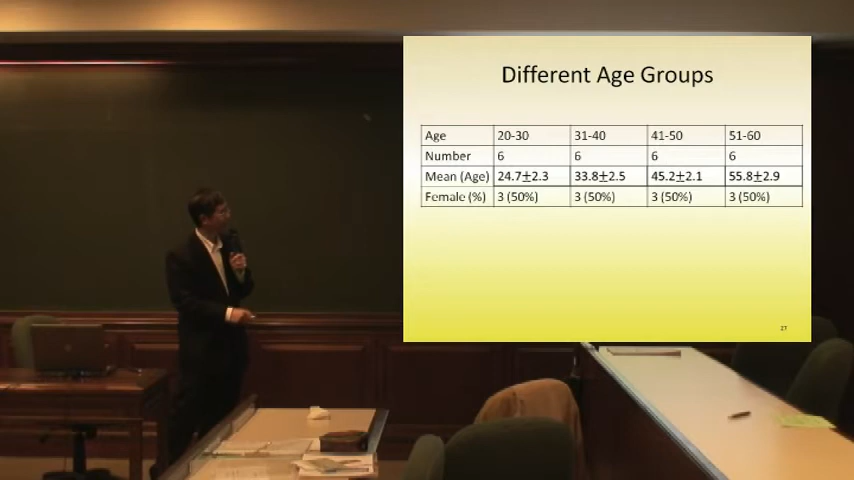 Different Age Groups
Age 20-30 31-40 41-50 51-60
Number 6 6 6 6
Mean (Age) 24.7±2.3 33.8±2.5 45.2±2.1 55.8±2.9
Female (%) 3 (50%) 3 (50%) 3 (50%) 3 (50%)
27